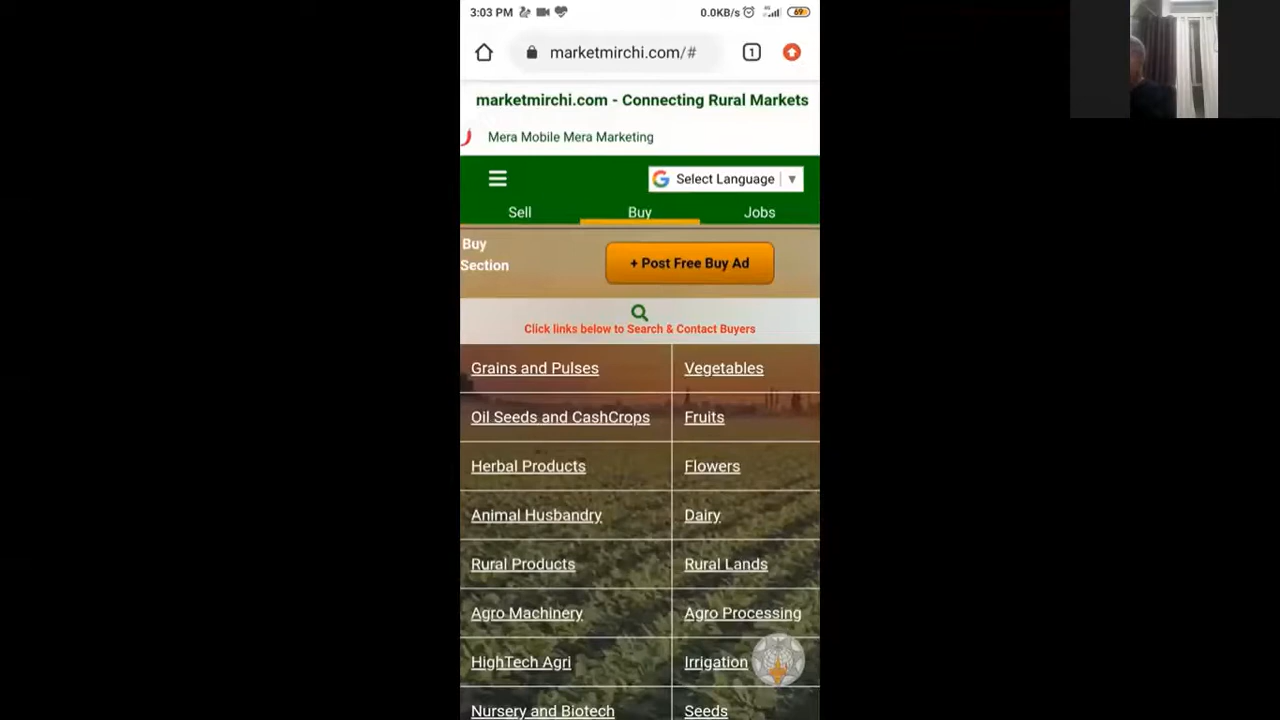 3:03 PM 0.0KB/s 4G 69
marketmirchi.com/# 1
marketmirchi.com - Connecting Rural Markets
Mera Mobile Mera Marketing
G Select Language ▼
Sell Buy Jobs
Buy
Section
+ Post Free Buy Ad
Click links below to Search & Contact Buyers
Grains and Pulses Vegetables
Oil Seeds and CashCrops Fruits
Herbal Products Flowers
Animal Husbandry Dairy
Rural Products Rural Lands
Agro Machinery Agro Processing
HighTech Agri Irrigation
Nursery and Biotech Seeds